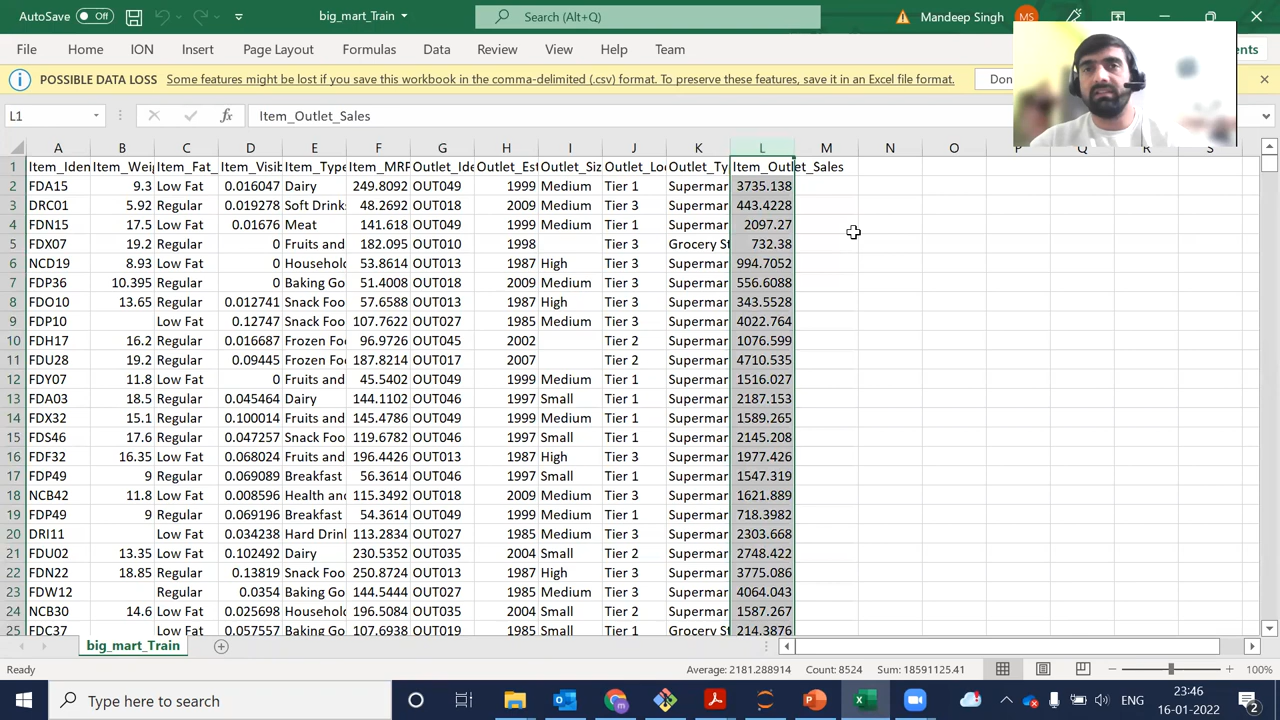 AutoSave Off big_mart_Train Search (Alt+Q) Mandeep Singh MS
File Home ION Insert Page Layout Formulas Data Review View Help Team
POSSIBLE DATA LOSS Some features might be lost if you save this workbook in the comma-delimited (.csv) format. To preserve these features, save it in an Excel file format.
L1 fx Item_Outlet_Sales
A B C D E F G H I J K L M N O P Q R S
1 Item_Iden Item_Wei Item_Fat_ Item_Visit Item_Type Item_MRP Outlet_Ide Outlet_Est Outlet_Siz Outlet_Lo Outlet_Ty Item_Outlet_Sales
2 FDA15 9.3 Low Fat 0.016047 Dairy 249.8092 OUT049 1999 Medium Tier 1 Supermar 3735.138
3 DRC01 5.92 Regular 0.019278 Soft Drink 48.2692 OUT018 2009 Medium Tier 3 Supermar 443.4228
4 FDN15 17.5 Low Fat 0.01676 Meat 141.618 OUT049 1999 Medium Tier 1 Supermar 2097.27
5 FDX07 19.2 Regular 0 Fruits and 182.095 OUT010 1998 Tier 3 Grocery St 732.38
6 NCD19 8.93 Low Fat 0 Househol 53.8614 OUT013 1987 High Tier 3 Supermar 994.7052
7 FDP36 10.395 Regular 0 Baking Go 51.4008 OUT018 2009 Medium Tier 3 Supermar 556.6088
8 FDO10 13.65 Regular 0.012741 Snack Foo 57.6588 OUT013 1987 High Tier 3 Supermar 343.5528
9 FDP10 Low Fat 0.12747 Snack Foo 107.7622 OUT027 1985 Medium Tier 3 Supermar 4022.764
10 FDH17 16.2 Regular 0.016687 Frozen Fo 96.9726 OUT045 2002 Tier 2 Supermar 1076.599
11 FDU28 19.2 Regular 0.09445 Frozen Fo 187.8214 OUT017 2007 Tier 2 Supermar 4710.535
12 FDY07 11.8 Low Fat 0 Fruits and 45.5402 OUT049 1999 Medium Tier 1 Supermar 1516.027
13 FDA03 18.5 Regular 0.045464 Dairy 144.1102 OUT046 1997 Small Tier 1 Supermar 2187.153
14 FDX32 15.1 Regular 0.100014 Fruits and 145.4786 OUT049 1999 Medium Tier 1 Supermar 1589.265
15 FDS46 17.6 Regular 0.047257 Snack Foo 119.6782 OUT046 1997 Small Tier 1 Supermar 2145.208
16 FDF32 16.35 Low Fat 0.068024 Fruits and 196.4426 OUT013 1987 High Tier 3 Supermar 1977.426
17 FDP49 9 Regular 0.069089 Breakfast 56.3614 OUT046 1997 Small Tier 1 Supermar 1547.319
18 NCB42 11.8 Low Fat 0.008596 Health and 115.3492 OUT018 2009 Medium Tier 3 Supermar 1621.889
19 FDP49 9 Regular 0.069196 Breakfast 54.3614 OUT049 1999 Medium Tier 1 Supermar 718.3982
20 DRI11 Low Fat 0.034238 Hard Drin 113.2834 OUT027 1985 Medium Tier 3 Supermar 2303.668
21 FDU02 13.35 Low Fat 0.102492 Dairy 230.5352 OUT035 2004 Small Tier 2 Supermar 2748.422
22 FDN22 18.85 Regular 0.13819 Snack Foo 250.8724 OUT013 1987 High Tier 3 Supermar 3775.086
23 FDW12 Regular 0.0354 Baking Go 144.5444 OUT027 1985 Medium Tier 3 Supermar 4064.043
24 NCB30 14.6 Low Fat 0.025698 Househol 196.5084 OUT035 2004 Small Tier 2 Supermar 1587.267
25 FDC37 Low Fat 0.057557 Baking Go 107.6938 OUT019 1985 Small Tier 1 Grocery St 214.3876
big_mart_Train
Ready Average: 2181.288914 Count: 8524 Sum: 18591125.41 100%
Type here to search ENG 23:46
16-01-2022 2